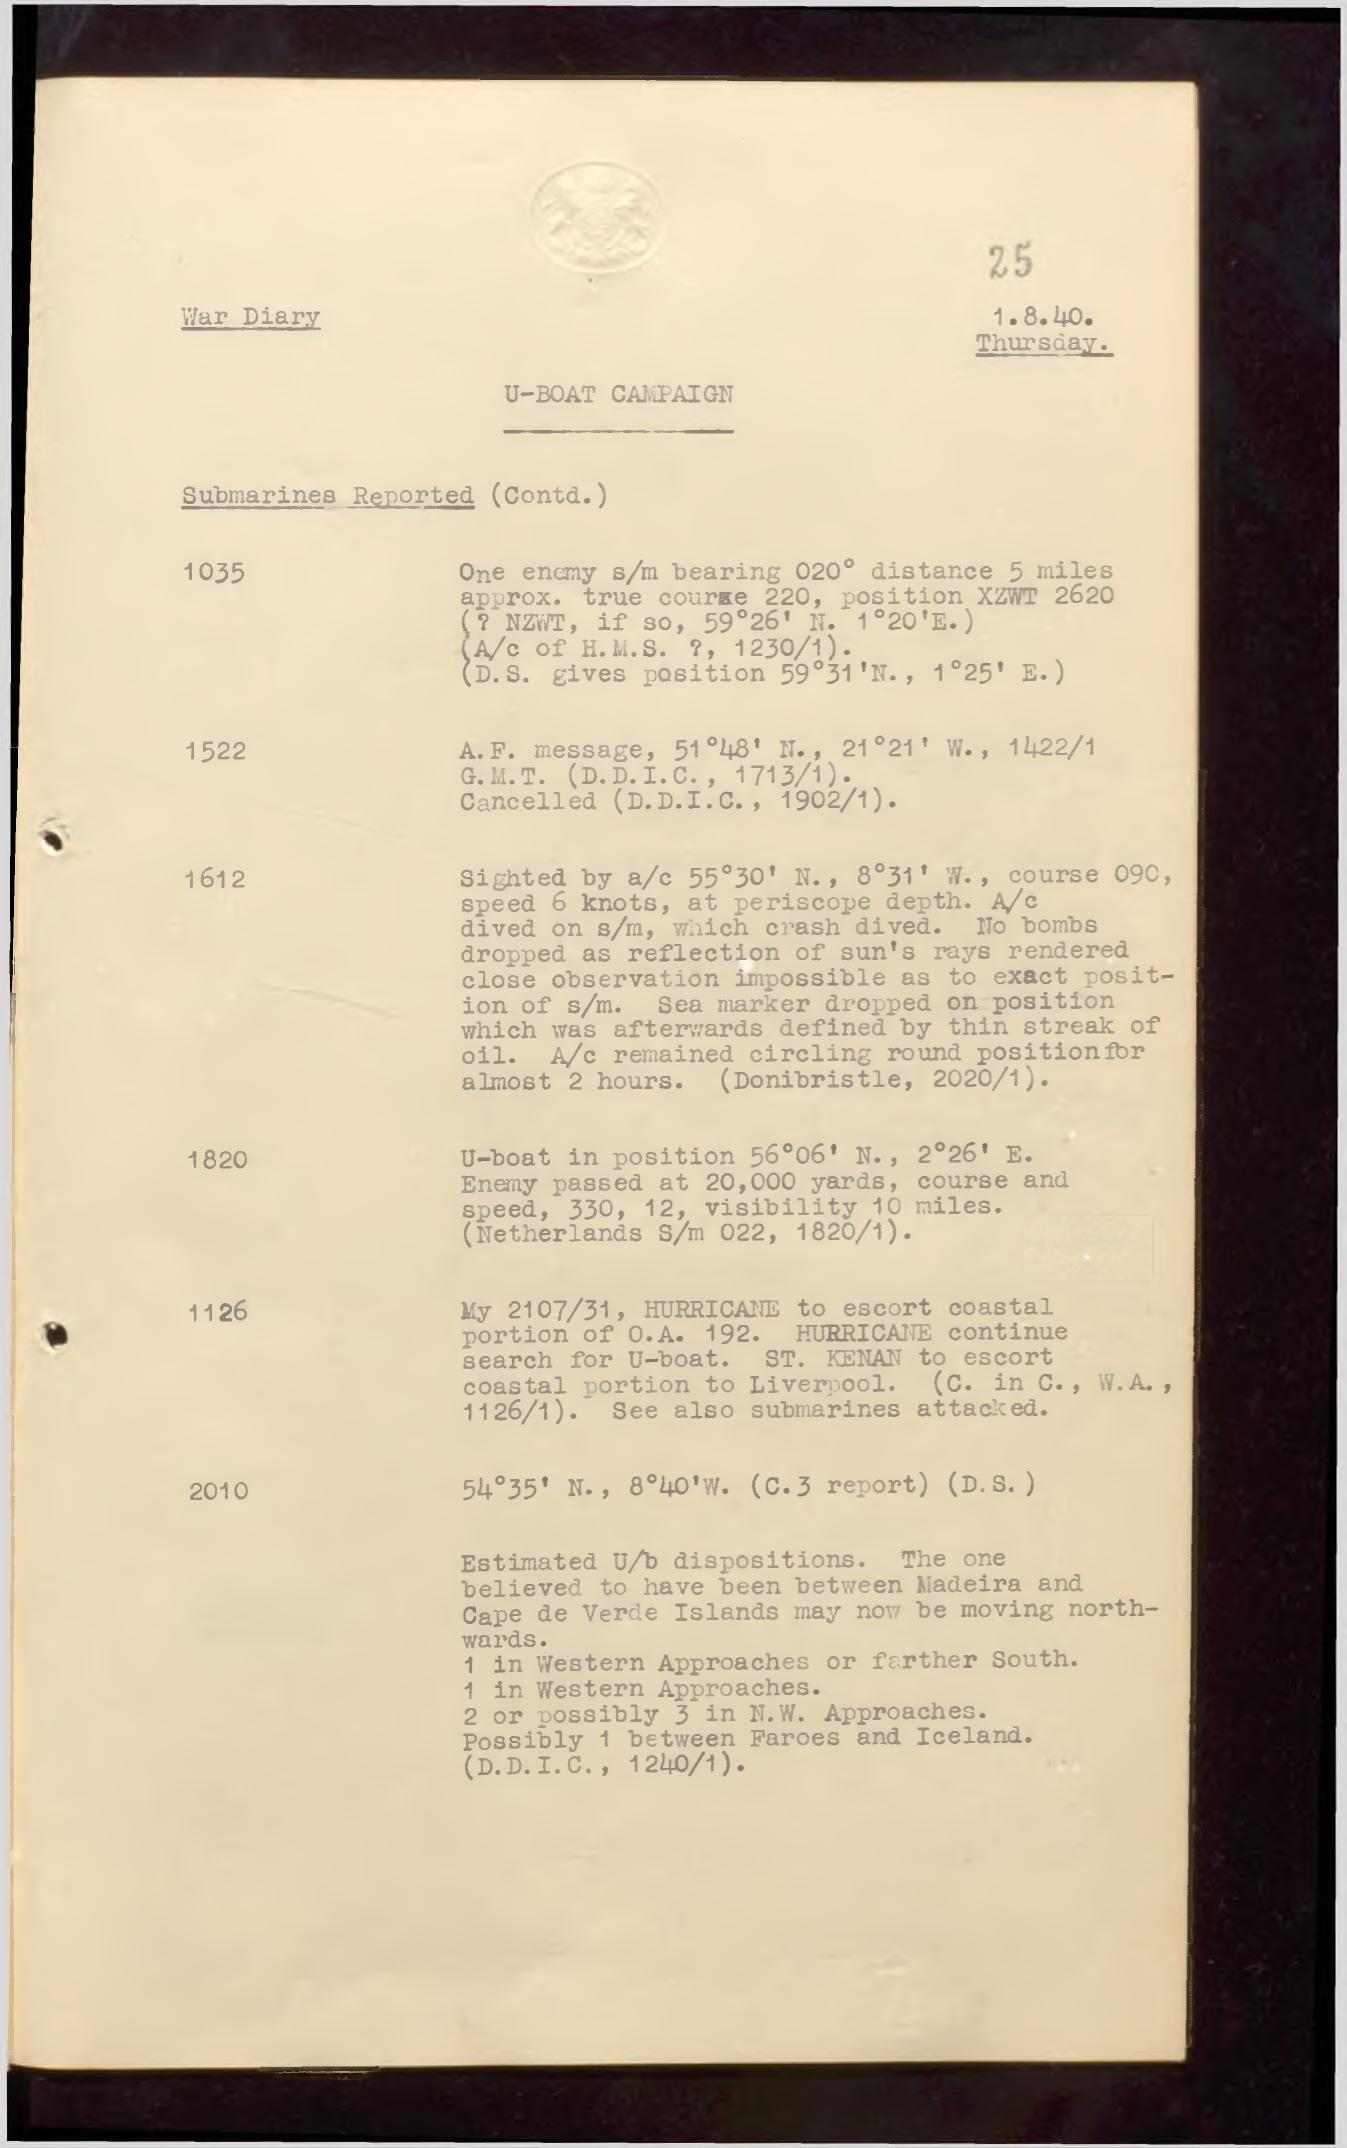 25
War Diary
1.8.40.
Thursday.
U-BOAT CAMPAIGN
Submarines Reported (Contd.)
1035 One enemy s/m bearing 020° distance 5 miles
approx. true course 220, position XZWT 2620
(? NZWT, if so, 59°26' N. 1°20'E.)
(A/c of H.M.S. ?, 1230/1).
(D.S. gives position 59°31'N., 1°25' E.)
1522 A.F. message, 51°48' N., 21°21' W., 1422/1
G.M.T. (D.D.I.C., 1713/1).
Cancelled (D.D.I.C., 1902/1).
1612 Sighted by a/c 55°30' N., 8°31' W., course 090,
speed 6 knots, at periscope depth. A/c
dived on s/m, which crash dived. No bombs
dropped as reflection of sun's rays rendered
close observation impossible as to exact posit-
ion of s/m. Sea marker dropped on position
which was afterwards defined by thin streak of
oil. A/c remained circling round position for
almost 2 hours. (Donibristle, 2020/1).
1820 U-boat in position 56°06' N., 2°26' E.
Enemy passed at 20,000 yards, course and
speed, 330, 12, visibility 10 miles.
(Netherlands S/m 022, 1820/1).
1126 My 2107/31, HURRICANE to escort coastal
portion of O.A. 192. HURRICANE continue
search for U-boat. ST. KENAN to escort
coastal portion to Liverpool. (C. in C., W.A.,
1126/1). See also submarines attacked.
2010 54°35' N., 8°40'W. (C.3 report) (D.S.)
Estimated U/b dispositions. The one
believed to have been between Madeira and
Cape de Verde Islands may now be moving north-
wards.
1 in Western Approaches or farther South.
1 in Western Approaches.
2 or possibly 3 in N.W. Approaches.
Possibly 1 between Faroes and Iceland.
(D.D.I.C., 1240/1).